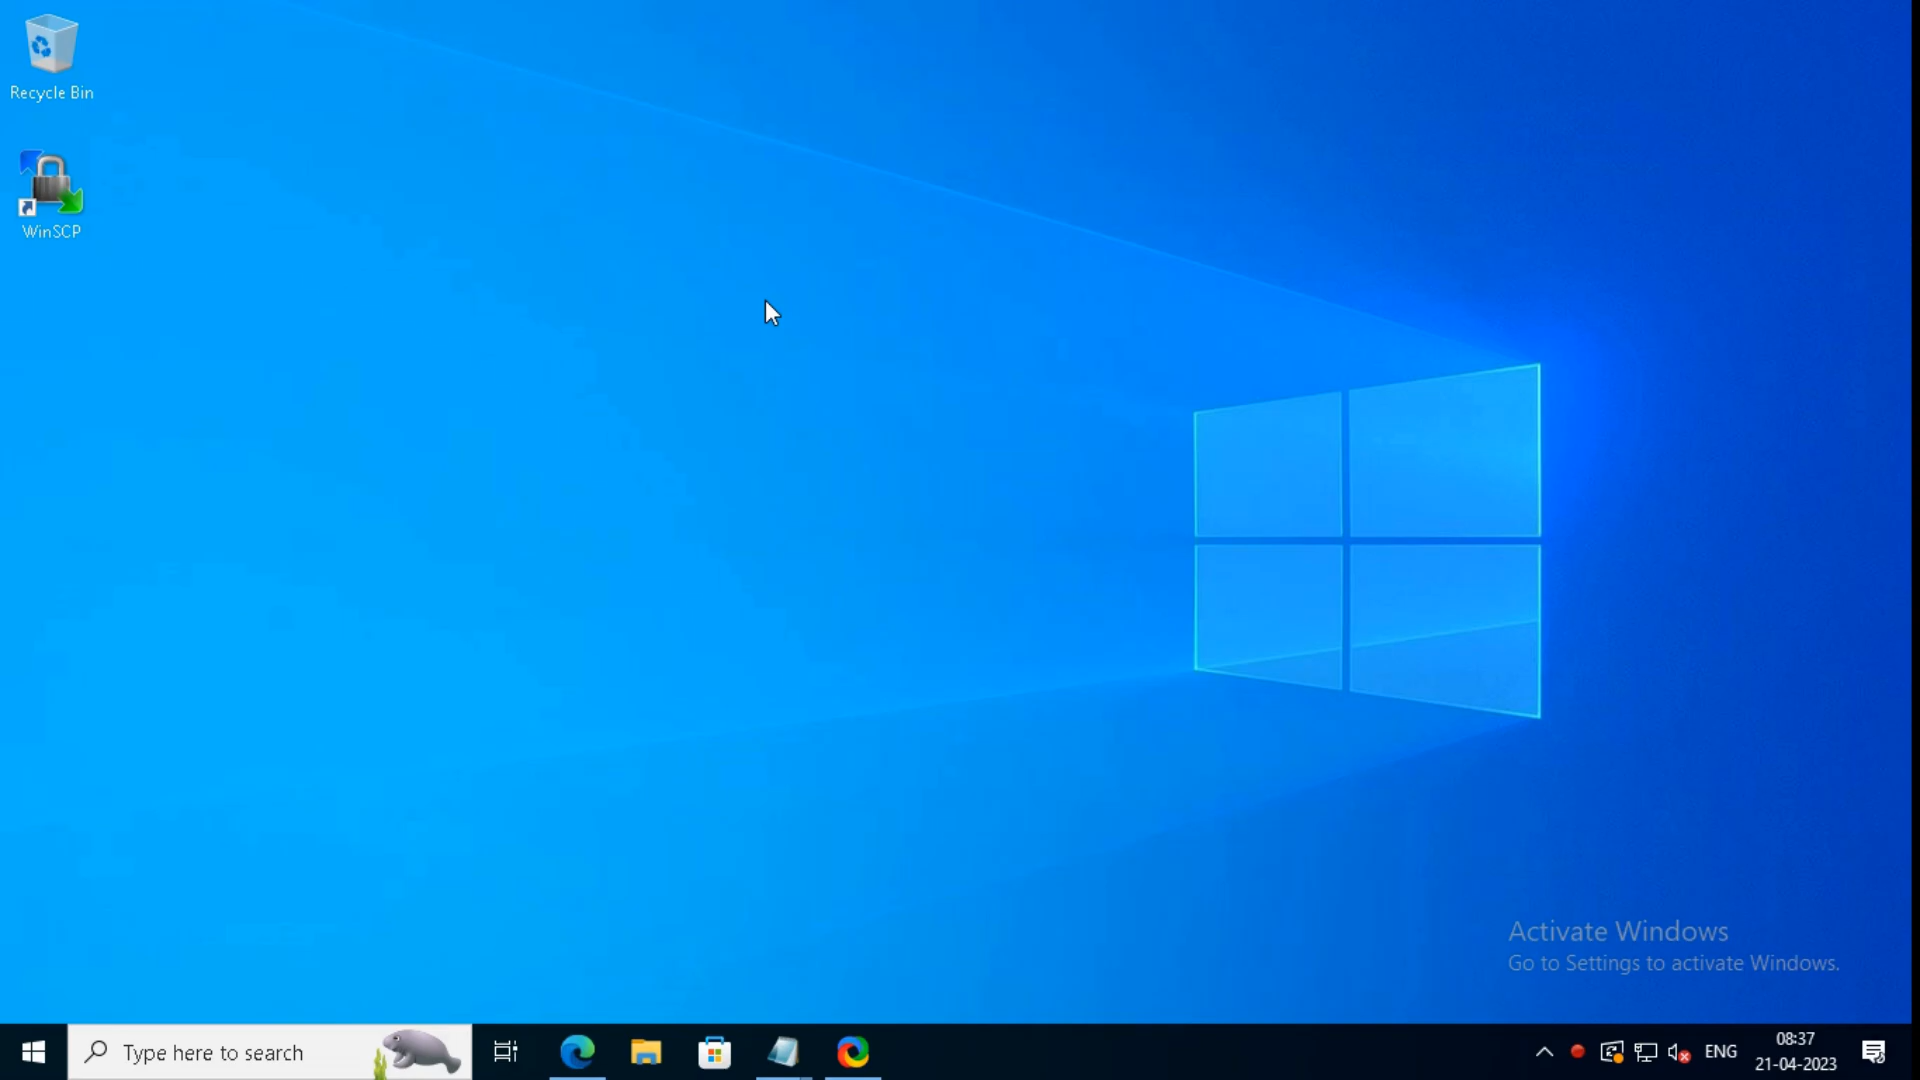 Recycle Bin
WinSCP
Activate Windows
Go to Settings to activate Windows.
Type here to search
ENG
08:37
21-04-2023